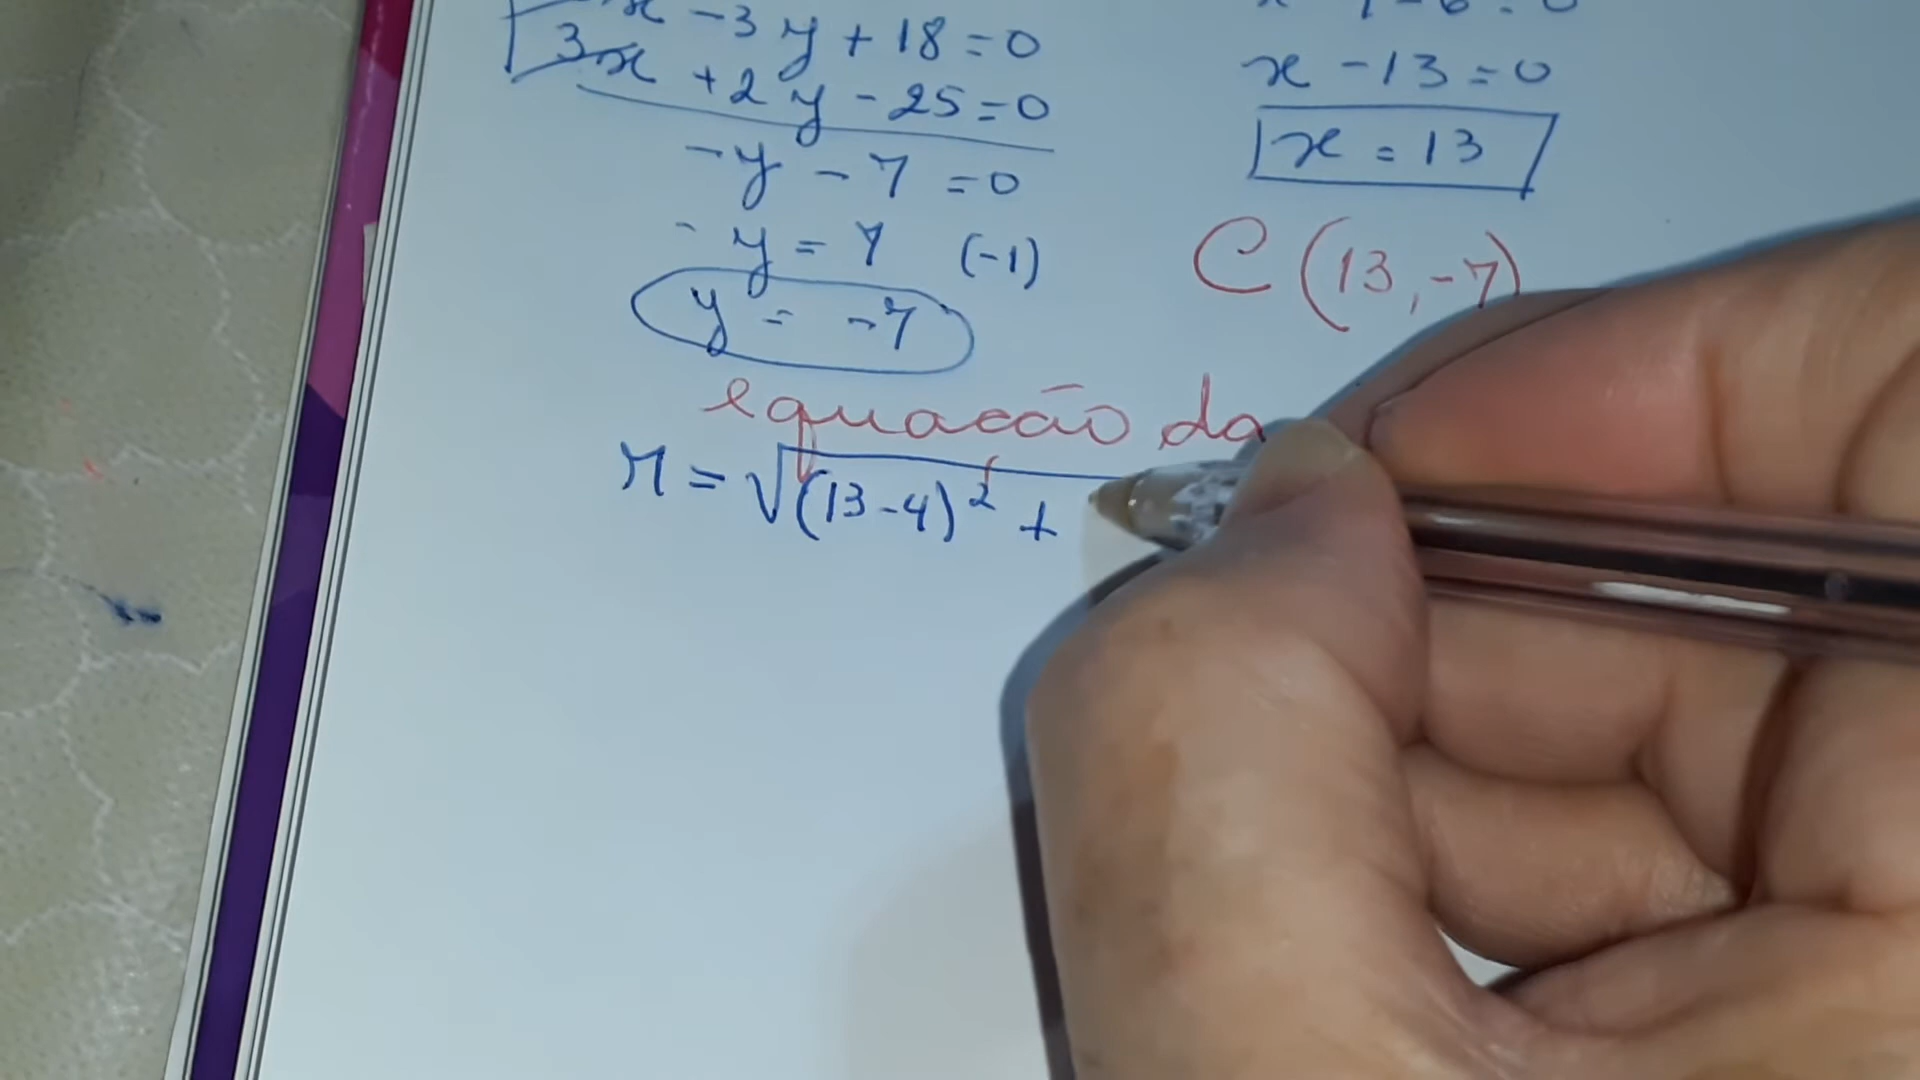 x - 3y + 18 = 0
3x + 2y - 25 = 0
-y - 7 = 0
-y = 7 (-1)
y = -7
x - 13 = 0
x = 13
C (13, -7)
equação da
r = √(13-4)² +